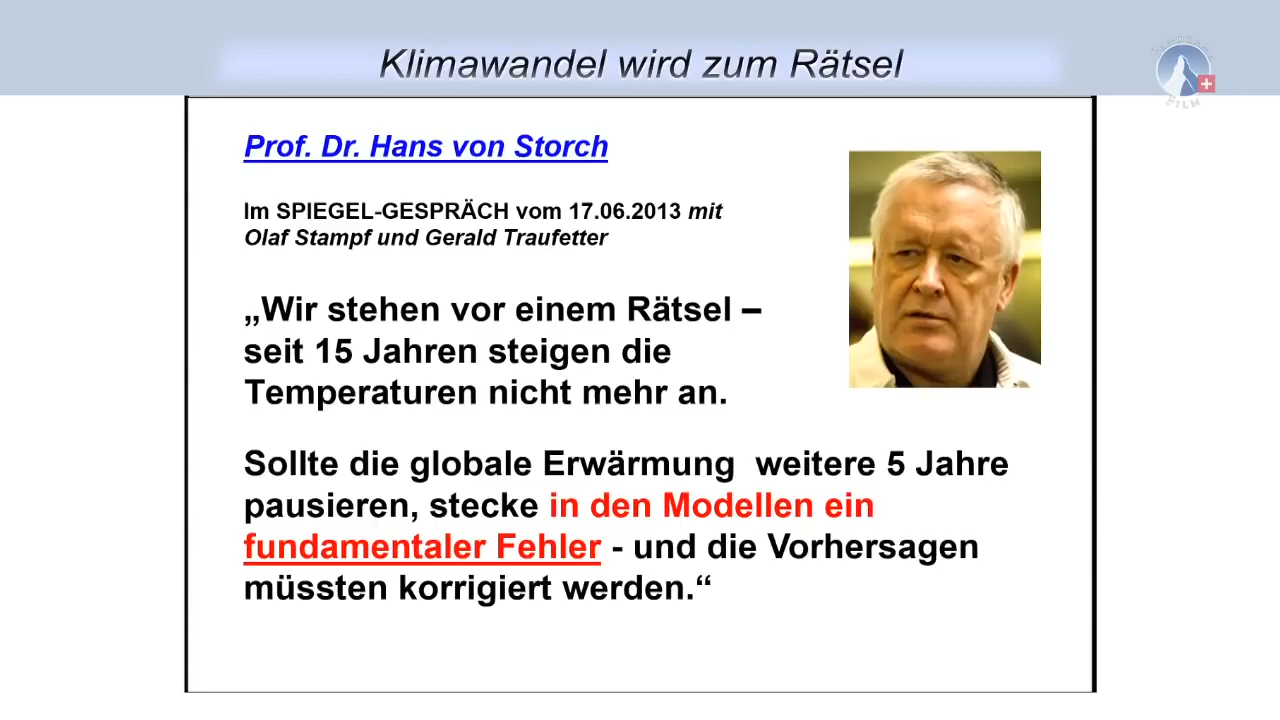 Klimawandel wird zum Rätsel
PANORAMA
FILM
Prof. Dr. Hans von Storch
Im SPIEGEL-GESPRÄCH vom 17.06.2013 mit
Olaf Stampf und Gerald Traufetter
„Wir stehen vor einem Rätsel –
seit 15 Jahren steigen die
Temperaturen nicht mehr an.
Sollte die globale Erwärmung weitere 5 Jahre
pausieren, stecke in den Modellen ein
fundamentaler Fehler - und die Vorhersagen
müssten korrigiert werden.“